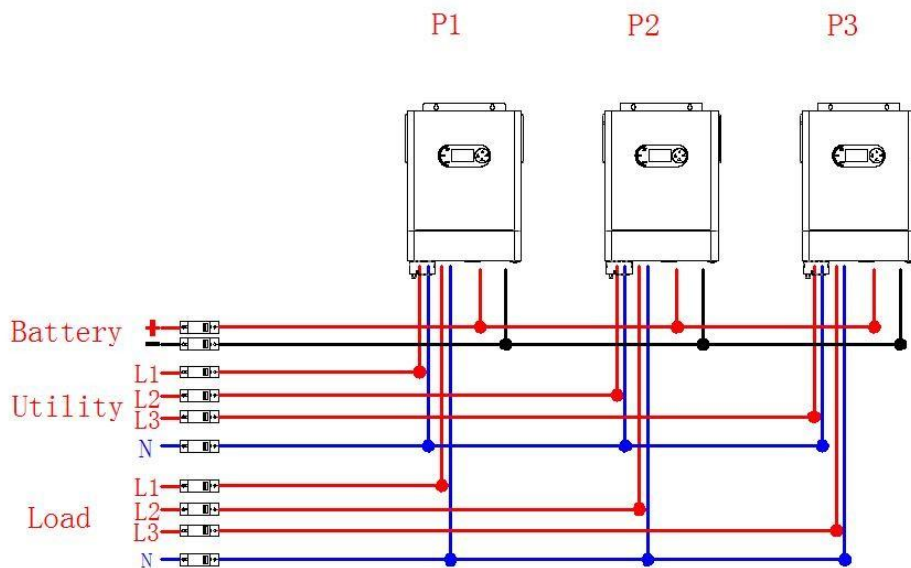 P1 P2 P3
Battery + −
L1
Utility L2
L3
N
L1
Load L2
L3
N